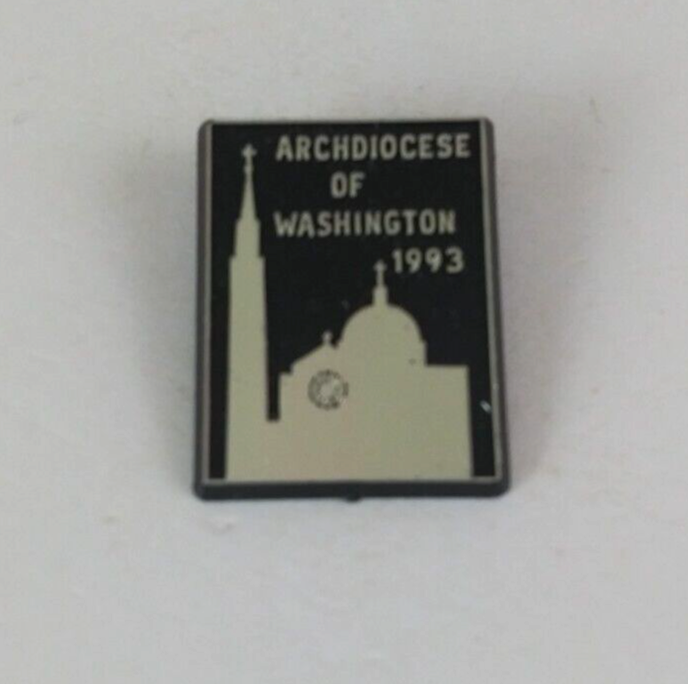 ARCHDIOCESE
OF
WASHINGTON
1993